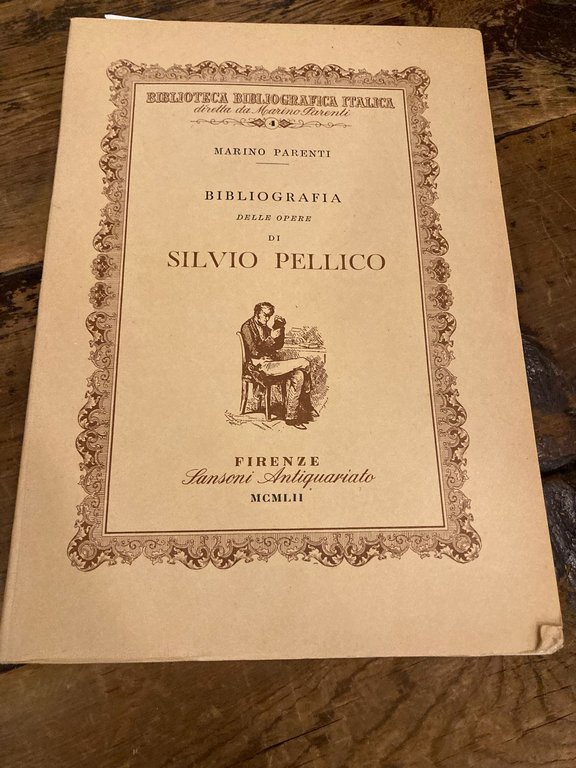 BIBLIOTECA BIBLIOGRAFICA ITALICA
diretta da Marino Parenti
4
MARINO PARENTI
BIBLIOGRAFIA
DELLE OPERE
DI
SILVIO PELLICO
FIRENZE
Sansoni Antiquariato
MCMLII